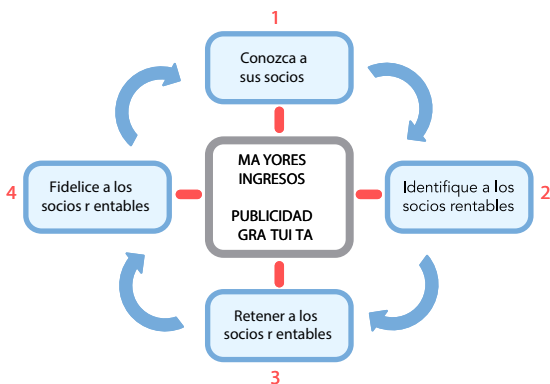 1
Conozca a
sus socios
4
Fidelice a los
socios r entables
MA YORES
INGRESOS
PUBLICIDAD
GRA TUI TA
Identifique a los
socios rentables
2
Retener a los
socios r entables
3